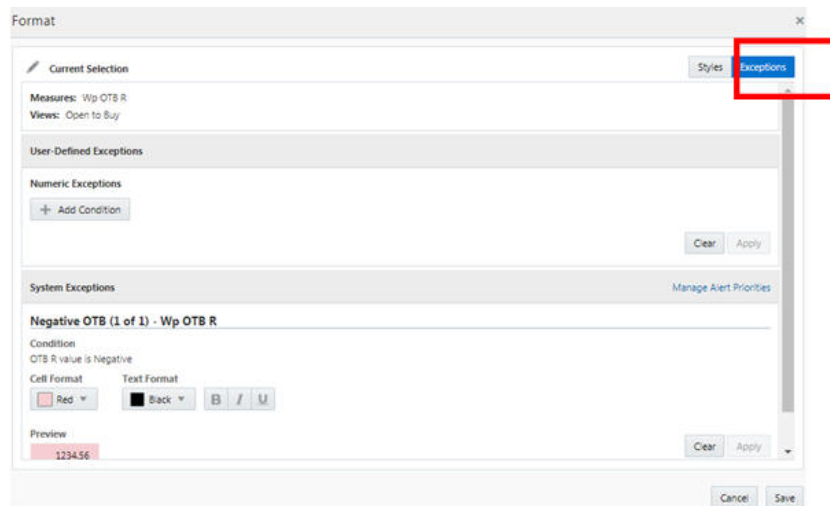 Format ×
Current Selection Styles Exceptions
Measures: Wp OTB R
Views: Open to Buy
User-Defined Exceptions
Numeric Exceptions
+ Add Condition
Clear Apply
System Exceptions Manage Alert Priorities
Negative OTB (1 of 1) - Wp OTB R
Condition
OTB R value is Negative
Cell Format Text Format
Red Black B I U
Preview
1234.56
Clear Apply
Cancel Save